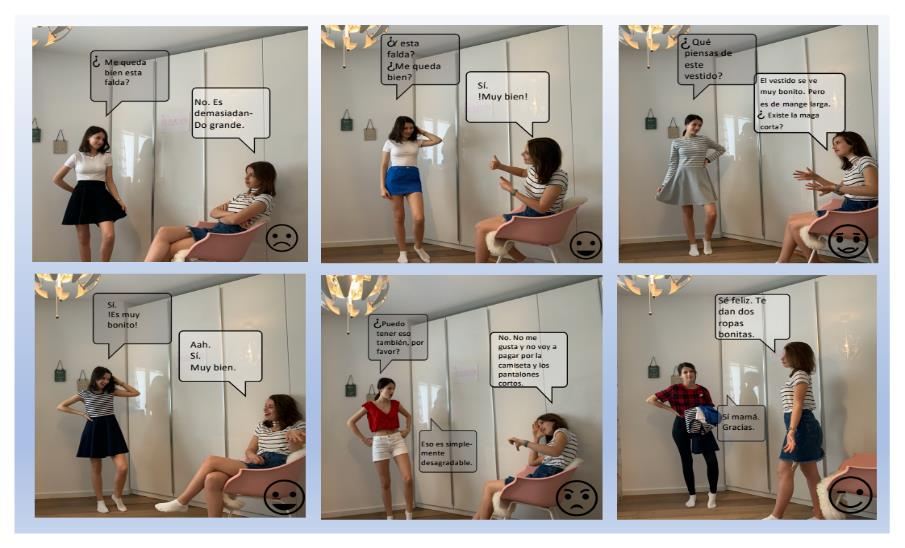 ¿ Me queda
bien esta
falda?
No. Es
demasiadan-
Do grande.
¿Y esta
falda?
¿Me queda
bien?
Sí.
!Muy bien!
¿ Qué
piensas de
este
vestido?
El vestido se ve
muy bonito. Pero
es de mange larga.
¿ Existe la maga
corta?
Sí.
!Es muy
bonito!
Aah.
Sí.
Muy bien.
¿Puedo
tener eso
también, por
favor?
No. No me
gusta y no voy a
pagar por la
camiseta y los
pantalones
cortos.
Eso es simple-
mente
desagradable.
Sé feliz. Te
dan dos
ropas
bonitas.
Sí mamá.
Gracias.